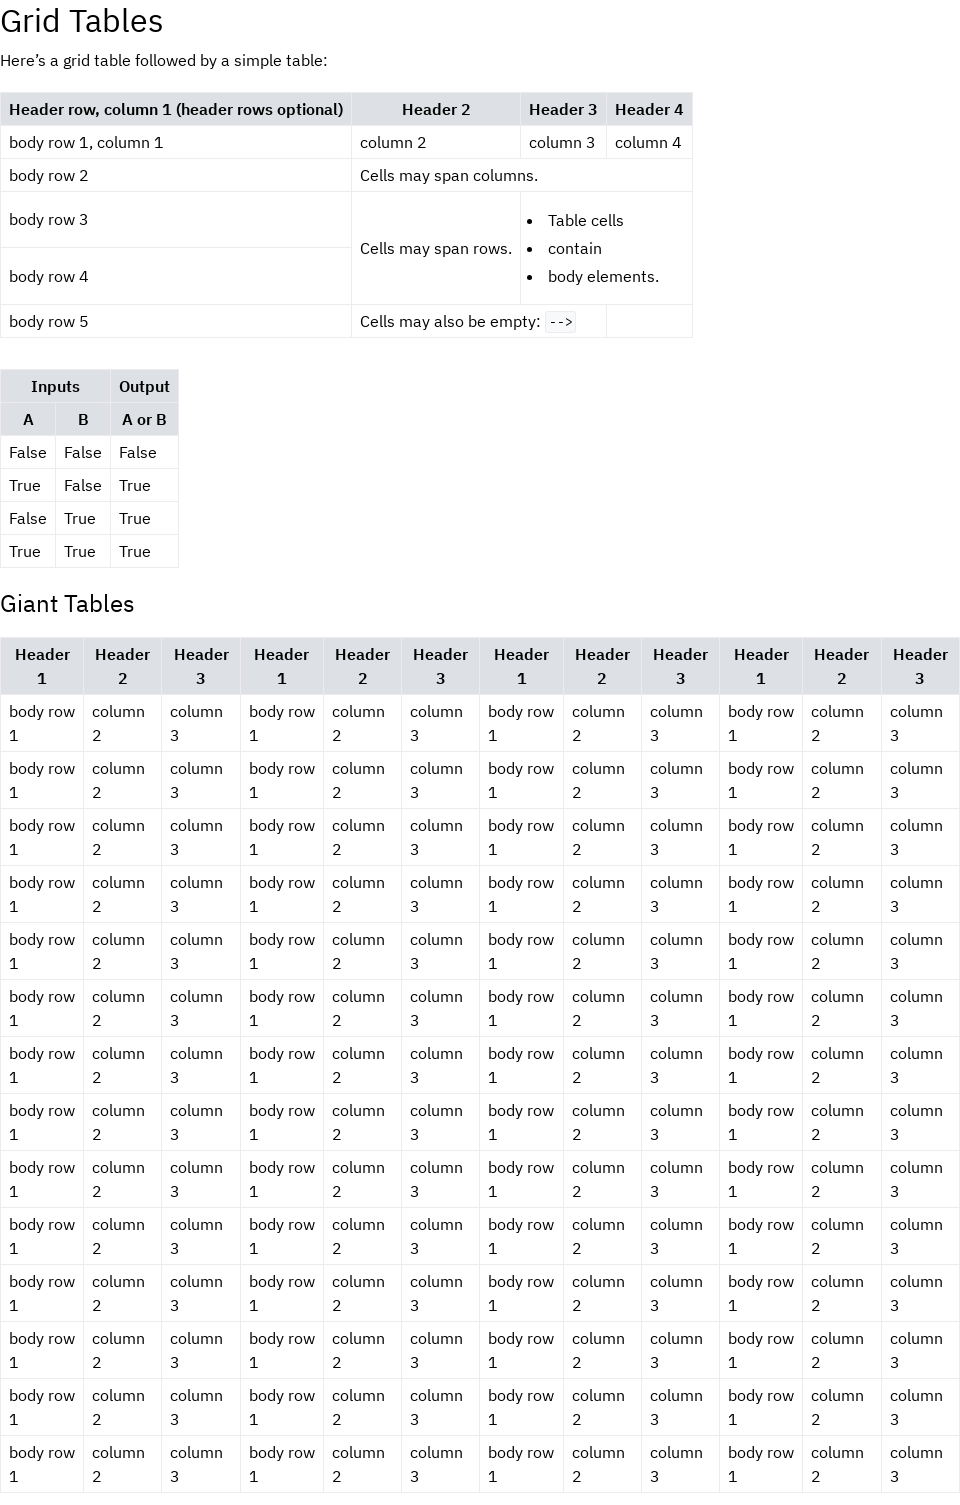 Grid Tables
Here’s a grid table followed by a simple table:
Header row, column 1 (header rows optional) Header 2 Header 3 Header 4
body row 1, column 1 column 2 column 3 column 4
body row 2 Cells may span columns.
body row 3
Cells may span rows.
• Table cells
• contain
• body elements.
body row 4
body row 5 Cells may also be empty: -->
Inputs Output
A B A or B
False False False
True False True
False True True
True True True
Giant Tables
Header Header Header Header Header Header Header Header Header Header Header Header
1 2 3 1 2 3 1 2 3 1 2 3
body row column column body row column column body row column column body row column column
1 2 3 1 2 3 1 2 3 1 2 3
body row column column body row column column body row column column body row column column
1 2 3 1 2 3 1 2 3 1 2 3
body row column column body row column column body row column column body row column column
1 2 3 1 2 3 1 2 3 1 2 3
body row column column body row column column body row column column body row column column
1 2 3 1 2 3 1 2 3 1 2 3
body row column column body row column column body row column column body row column column
1 2 3 1 2 3 1 2 3 1 2 3
body row column column body row column column body row column column body row column column
1 2 3 1 2 3 1 2 3 1 2 3
body row column column body row column column body row column column body row column column
1 2 3 1 2 3 1 2 3 1 2 3
body row column column body row column column body row column column body row column column
1 2 3 1 2 3 1 2 3 1 2 3
body row column column body row column column body row column column body row column column
1 2 3 1 2 3 1 2 3 1 2 3
body row column column body row column column body row column column body row column column
1 2 3 1 2 3 1 2 3 1 2 3
body row column column body row column column body row column column body row column column
1 2 3 1 2 3 1 2 3 1 2 3
body row column column body row column column body row column column body row column column
1 2 3 1 2 3 1 2 3 1 2 3
body row column column body row column column body row column column body row column column
1 2 3 1 2 3 1 2 3 1 2 3
body row column column body row column column body row column column body row column column
1 2 3 1 2 3 1 2 3 1 2 3